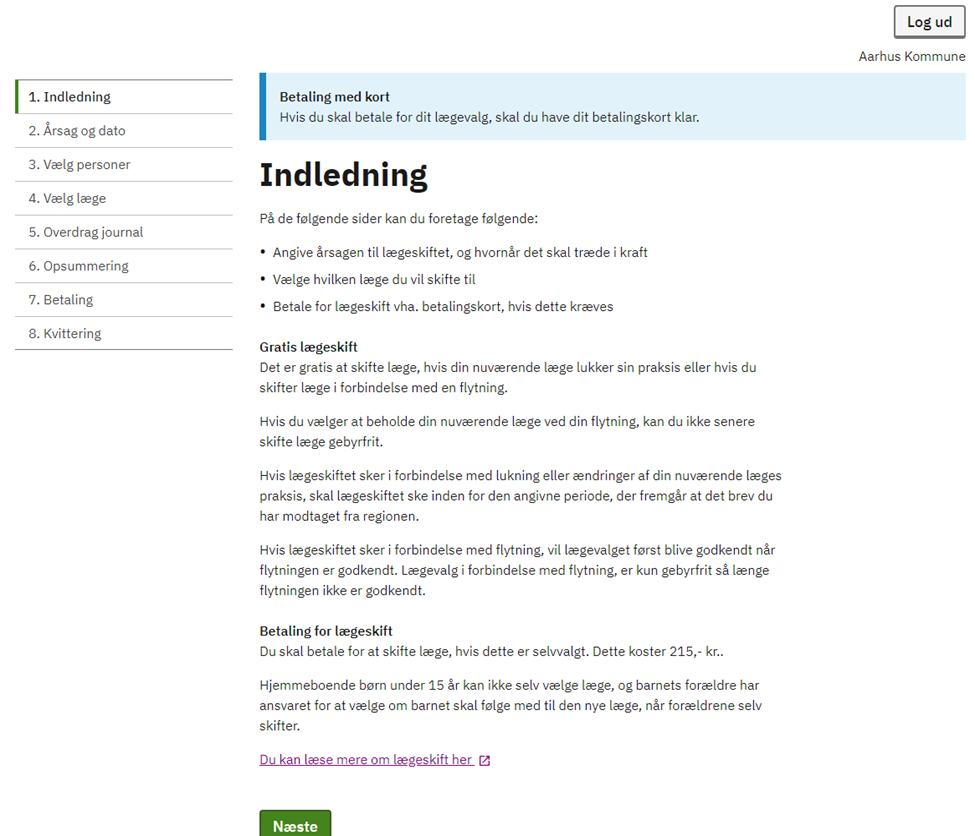 Log ud
Aarhus Kommune
1. Indledning
2. Årsag og dato
3. Vælg personer
4. Vælg læge
5. Overdrag journal
6. Opsummering
7. Betaling
8. Kvittering
Betaling med kort
Hvis du skal betale for dit lægevalg, skal du have dit betalingskort klar.
Indledning
På de følgende sider kan du foretage følgende:
• Angive årsagen til lægeskiftet, og hvornår det skal træde i kraft
• Vælge hvilken læge du vil skifte til
• Betale for lægeskift vha. betalingskort, hvis dette kræves
Gratis lægeskift
Det er gratis at skifte læge, hvis din nuværende læge lukker sin praksis eller hvis du
skifter læge i forbindelse med en flytning.
Hvis du vælger at beholde din nuværende læge ved din flytning, kan du ikke senere
skifte læge gebyrfrit.
Hvis lægeskiftet sker i forbindelse med lukning eller ændringer af din nuværende læges
praksis, skal lægeskiftet ske inden for den angivne periode, der fremgår at det brev du
har modtaget fra regionen.
Hvis lægeskiftet sker i forbindelse med flytning, vil lægevalget først blive godkendt når
flytningen er godkendt. Lægevalg i forbindelse med flytning, er kun gebyrfrit så længe
flytningen ikke er godkendt.
Betaling for lægeskift
Du skal betale for at skifte læge, hvis dette er selvvalgt. Dette koster 215,- kr..
Hjemmeboende børn under 15 år kan ikke selv vælge læge, og barnets forældre har
ansvaret for at vælge om barnet skal følge med til den nye læge, når forældrene selv
skifter.
Du kan læse mere om lægeskift her
Næste